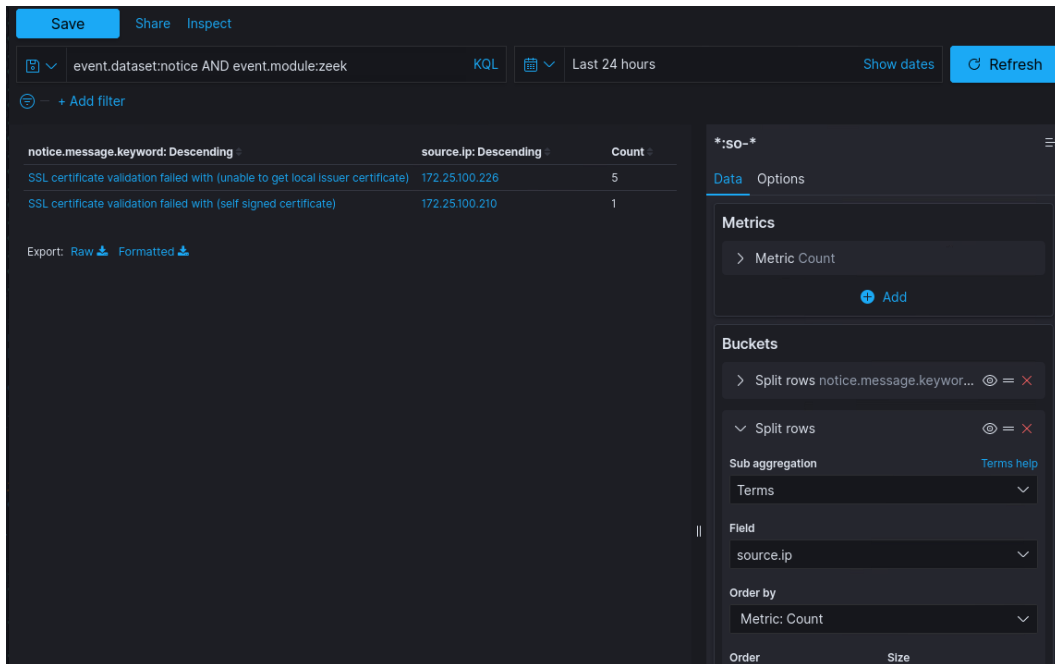 Save Share Inspect
event.dataset:notice AND event.module:zeek KQL Last 24 hours Show dates Refresh
+ Add filter
notice.message.keyword: Descending source.ip: Descending Count
SSL certificate validation failed with (unable to get local issuer certificate) 172.25.100.226 5
SSL certificate validation failed with (self signed certificate) 172.25.100.210 1
Export: Raw Formatted
*:so-*
Data Options
Metrics
Metric Count
Add
Buckets
Split rows notice.message.keywor...
Split rows
Sub aggregation Terms help
Terms
Field
source.ip
Order by
Metric: Count
Order Size